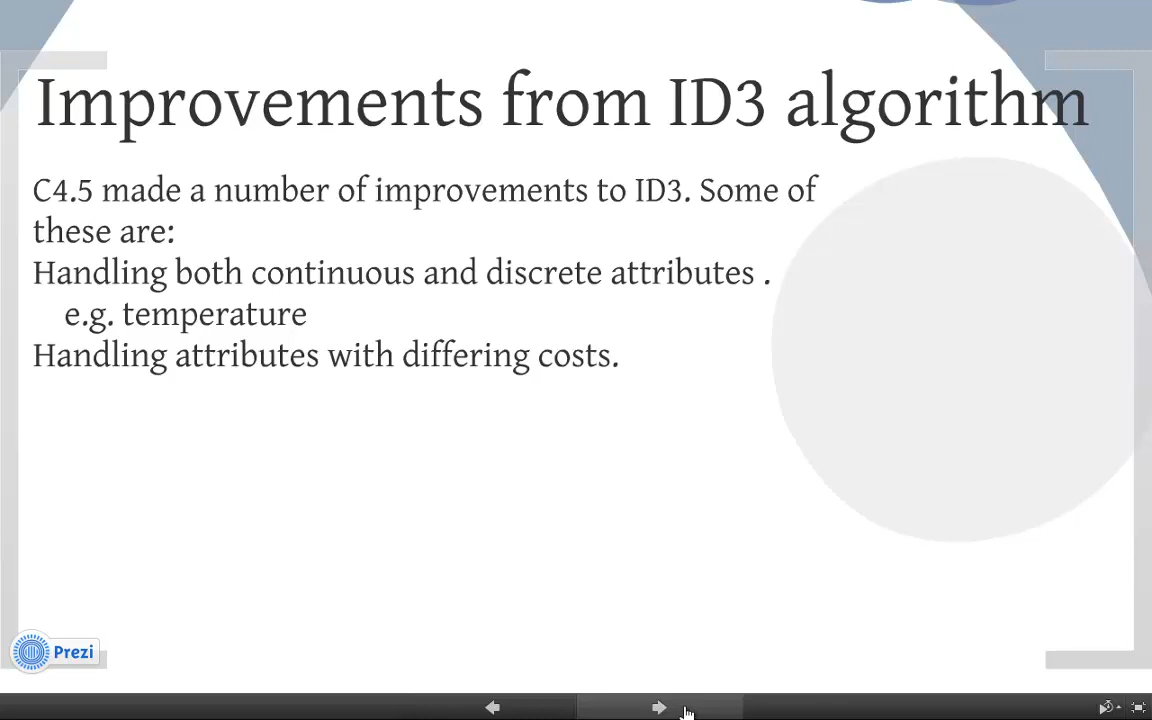 Improvements from ID3 algorithm
C4.5 made a number of improvements to ID3. Some of
these are:
Handling both continuous and discrete attributes .
e.g. temperature
Handling attributes with differing costs.
Prezi